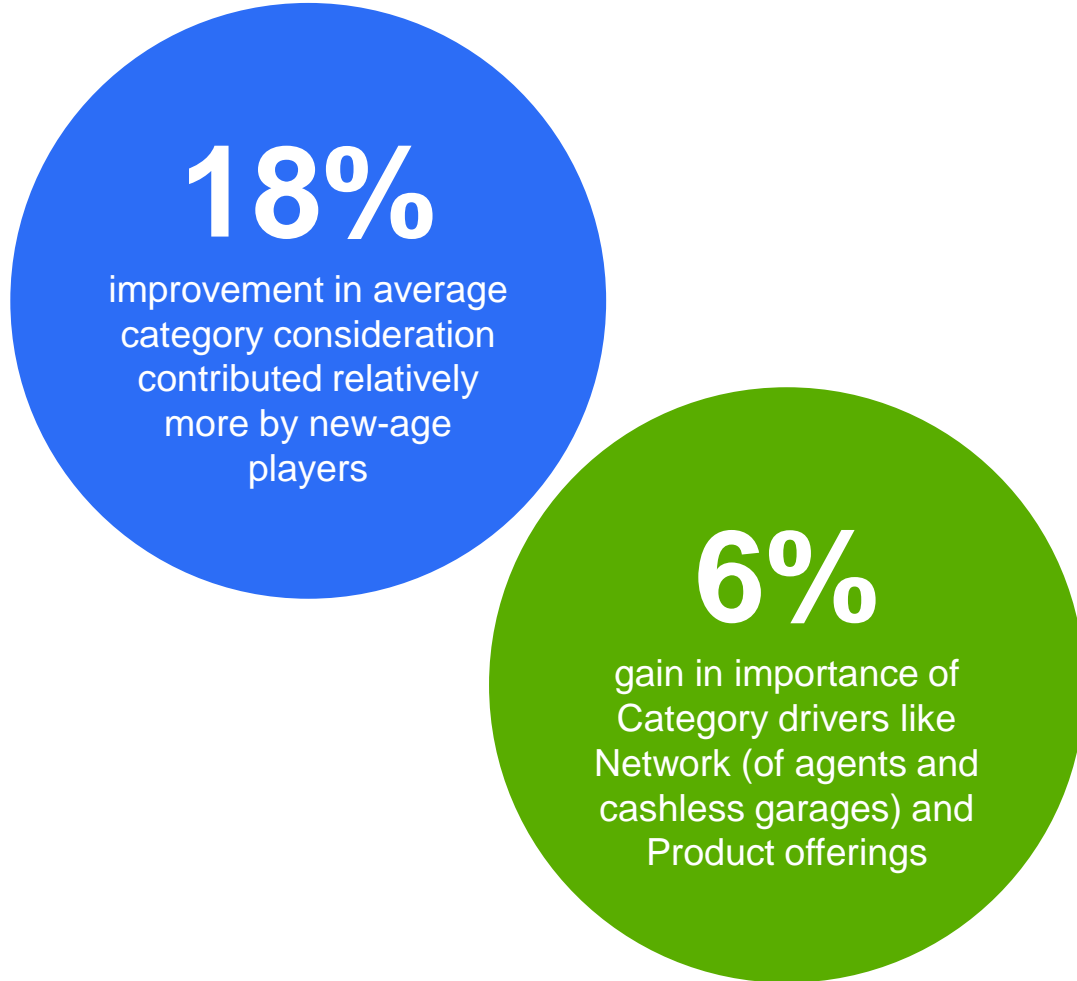 18%
improvement in average
category consideration
contributed relatively
more by new-age
players
6%
gain in importance of
Category drivers like
Network (of agents and
cashless garages) and
Product offerings